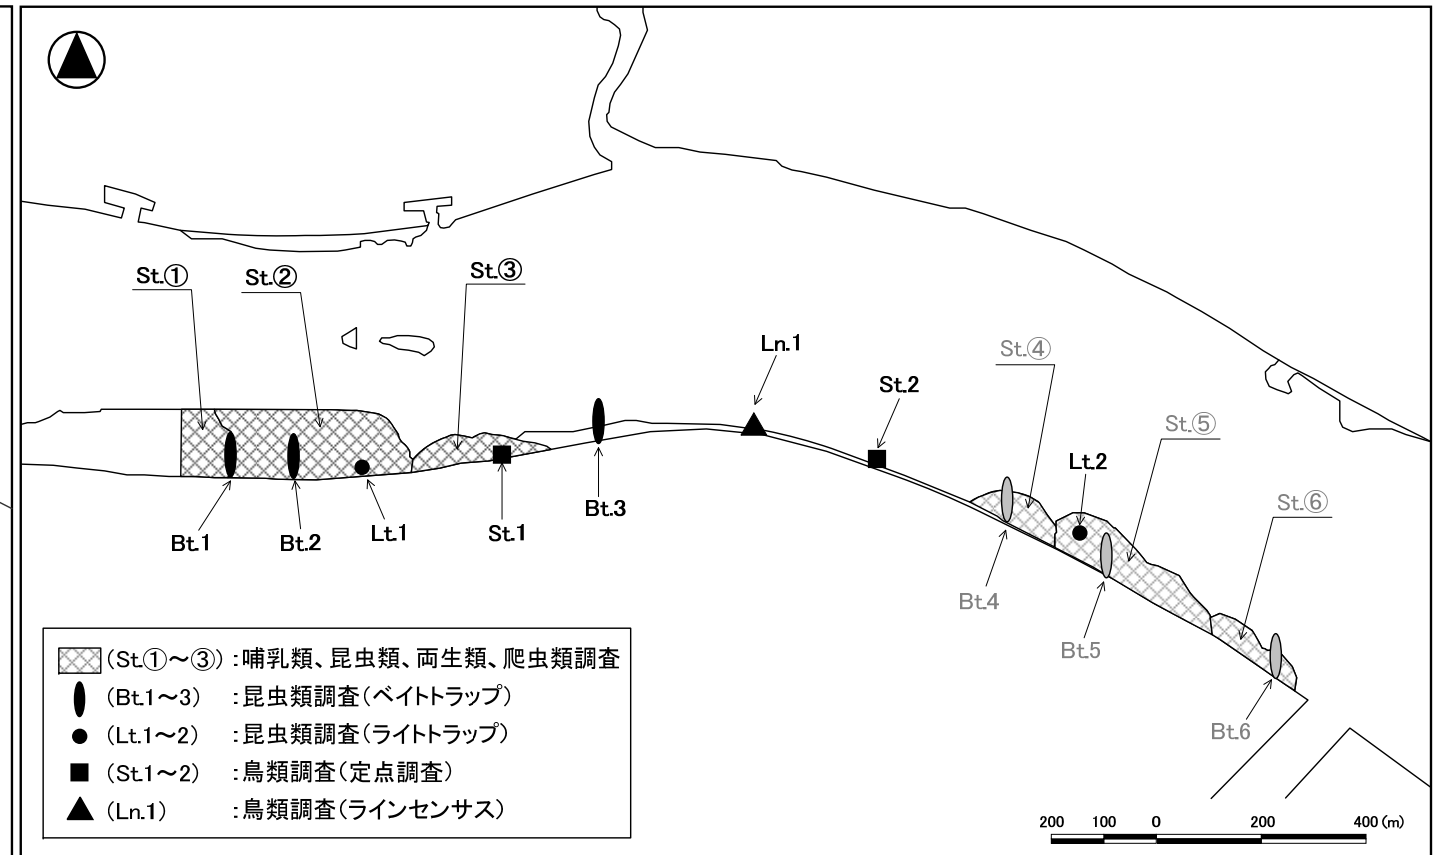 St.①
St.②
St.③
Ln.1
St.2
St.④
St.⑤
Lt.2
St.⑥
Bt.1
Bt.2
Lt.1
St.1
Bt.3
Bt.4
Bt.5
Bt.6
(St.①～③):哺乳類、昆虫類、両生類、爬虫類調査
(Bt.1～3) :昆虫類調査(ベイトトラップ)
(Lt.1～2) :昆虫類調査(ライトトラップ)
(St.1～2) :鳥類調査(定点調査)
(Ln.1) :鳥類調査(ラインセンサス)
200 100 0 200 400(m)